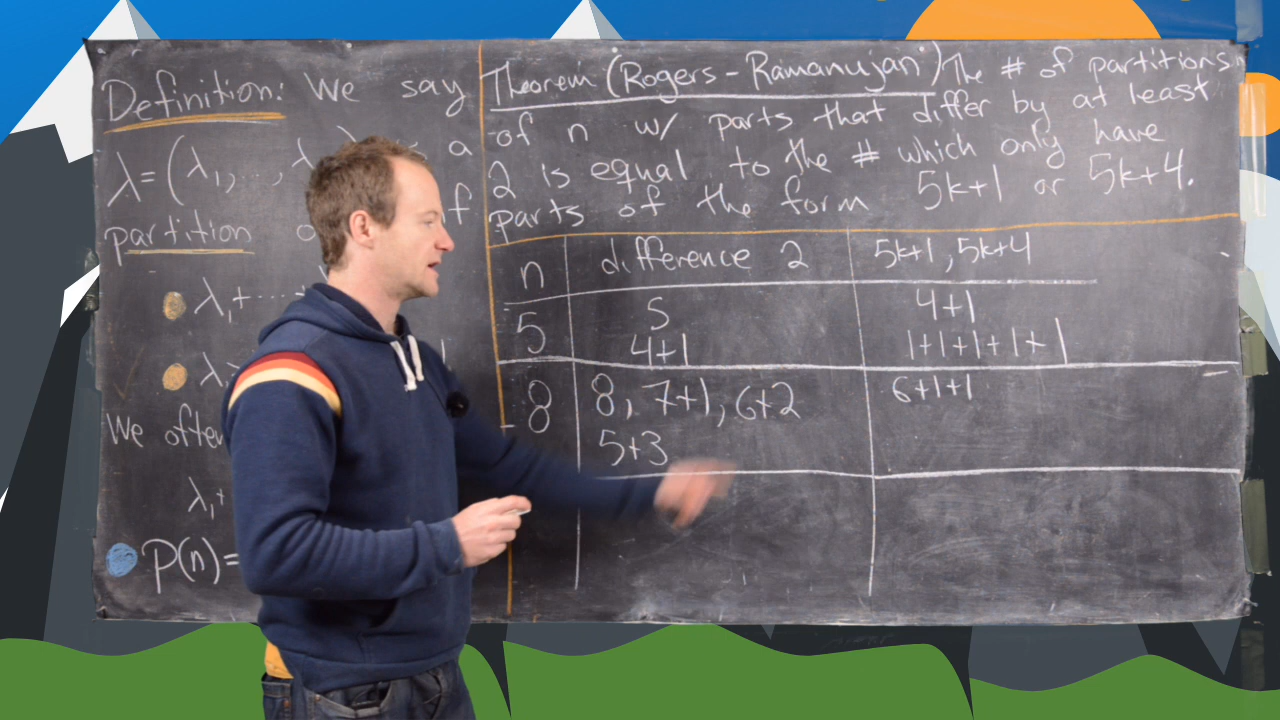 Definition: We say
λ=(λ₁,..., λ a
partition o f
λ₁+...+ λ
λ₁≥
We often
λ₁+
P(n)=
Theorem (Rogers-Ramanujan) The # of partitions
of n w/ parts that differ by at least
2 is equal to the # which only have
parts of the form 5k+1 or 5k+4.
n difference 2 5k+1, 5k+4
5 5 4+1
4+1 1+1+1+1+1
8 8, 7+1, 6+2 6+1+1
5+3